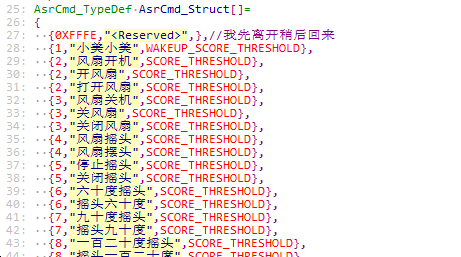 25: AsrCmd_TypeDef AsrCmd_Struct[]=
26: {
27: {0XFFFE,"<Reserved>",},//我先离开稍后回来
28: {1,"小美小美",WAKEUP_SCORE_THRESHOLD},
29: {2,"风扇开机",SCORE_THRESHOLD},
30: {2,"开风扇",SCORE_THRESHOLD},
31: {2,"打开风扇",SCORE_THRESHOLD},
32: {3,"风扇关机",SCORE_THRESHOLD},
33: {3,"关风扇",SCORE_THRESHOLD},
34: {3,"关闭风扇",SCORE_THRESHOLD},
35: {4,"风扇摇头",SCORE_THRESHOLD},
36: {4,"风扇摆头",SCORE_THRESHOLD},
37: {5,"停止摇头",SCORE_THRESHOLD},
38: {5,"关闭摇头",SCORE_THRESHOLD},
39: {6,"六十度摇头",SCORE_THRESHOLD},
40: {6,"摇头六十度",SCORE_THRESHOLD},
41: {7,"九十度摇头",SCORE_THRESHOLD},
42: {7,"摇头九十度",SCORE_THRESHOLD},
43: {8,"一百二十度摇头",SCORE_THRESHOLD},
44: {8,"摇头一百二十度",SCORE_THRESHOLD},